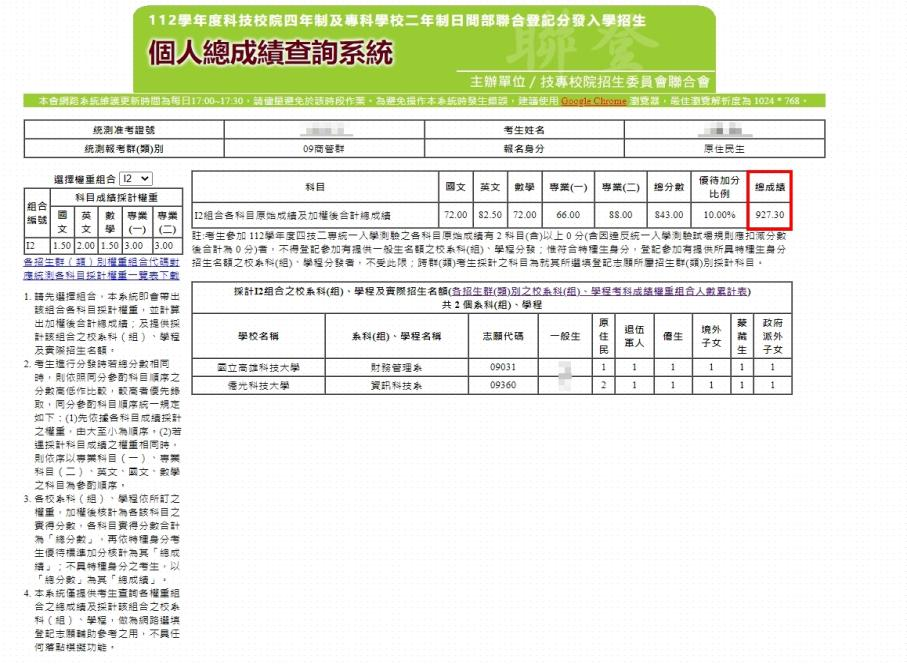 112學年度科技校院四年制及專科學校二年制日間部聯合登記分發入學招生
聯登
個人總成績查詢系統
主辦單位/技專校院招生委員會聯合會
本會網路系統維護更新時間為每日17:00~17:30,請儘量避免於該時段作業。為避免操作本系統時發生錯誤,建議使用 Google Chrome 瀏覽器,最佳瀏覽解析度為 1024 * 768。
統測准考證號 考生姓名
統測報考群(類)別 09商管群 報名身分 原住民生
選擇權重組合 I2
組合編號 科目成績採計權重
國文 英文 數學 專業(一) 專業(二)
I2 1.50 2.00 1.50 3.00 3.00
各招生群(類)別權重組合代碼對
應統測各科目採計權重一覽表下載
科目 國文 英文 數學 專業(一) 專業(二) 總分數 優待加分比例 總成績
I2組合各科目原始成績及加權後合計總成績 72.00 82.50 72.00 66.00 88.00 843.00 10.00% 927.30
註:考生參加 112學年度四技二專統一入學測驗之各科目原始成績有 2 科目(含)以上 0 分(含因違反統一入學測驗試場規則應扣減分數
後合計為 0 分)者,不得登記參加有提供一般生名額之校系科(組)、學程分發;惟符合特種生身分,登記參加有提供所具特種生身分
招生名額之校系科(組)、學程分發者,不受此限;跨群(類)考生採計之科目為就其所選填登記志願所屬招生群(類)別採計科目。
採計I2組合之校系科(組)、學程及實際招生名額(各招生群(類)別之校系科(組)、學程考科成績權重組合人數累計表)
共 2 個系科(組)、學程
學校名稱 系科(組)、學程名稱 志願代碼 一般生 原住民 退伍軍人 僑生 境外子女 蒙藏生 政府派外子女
國立高雄科技大學 財務管理系 09031 1 1 1 1 1 1
僑光科技大學 資訊科技系 09360 2 1 1 1 1 1
1. 請先選擇組合,本系統即會帶出
該組合各科目採計權重,並計算
出加權後合計總成績;及提供採
計該組合之校系科(組)、學程
及實際招生名額。
2. 考生進行分發時若總分數相同
時,則依照同分參酌科目順序之
分數高低作比較,較高者優先錄
取,同分參酌科目順序統一規定
如下:(1)先依據各科目成績採計
之權重,由大至小為順序。(2)若
遇採計科目成績之權重相同時,
則依序以專業科目(一)、專業
科目(二)、英文、國文、數學
之科目為參酌順序。
3. 各校系科(組)、學程依所訂之
權重,加權後核計為各該科目之
實得分數,各科目實得分數合計
為「總分數」,再依特種身分考
生優待標準加分核計為其「總成
績」;不具特種身分之考生,以
「總分數」為其「總成績」。
4. 本系統僅提供考生查詢各權重組
合之總成績及採計該組合之校系
科(組)、學程,做為網路選填
登記志願輔助參考之用,不具任
何落點模擬功能。